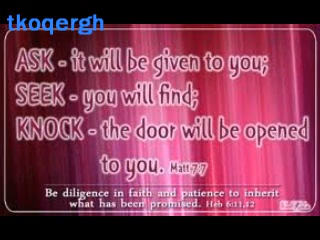 tkoqergh
ASK - it will be given to you;
SEEK - you will find;
KNOCK - the door will be opened
to you. Matt 7:7
Be diligence in faith and patience to inherit
what has been promised. Heb 6:11,12